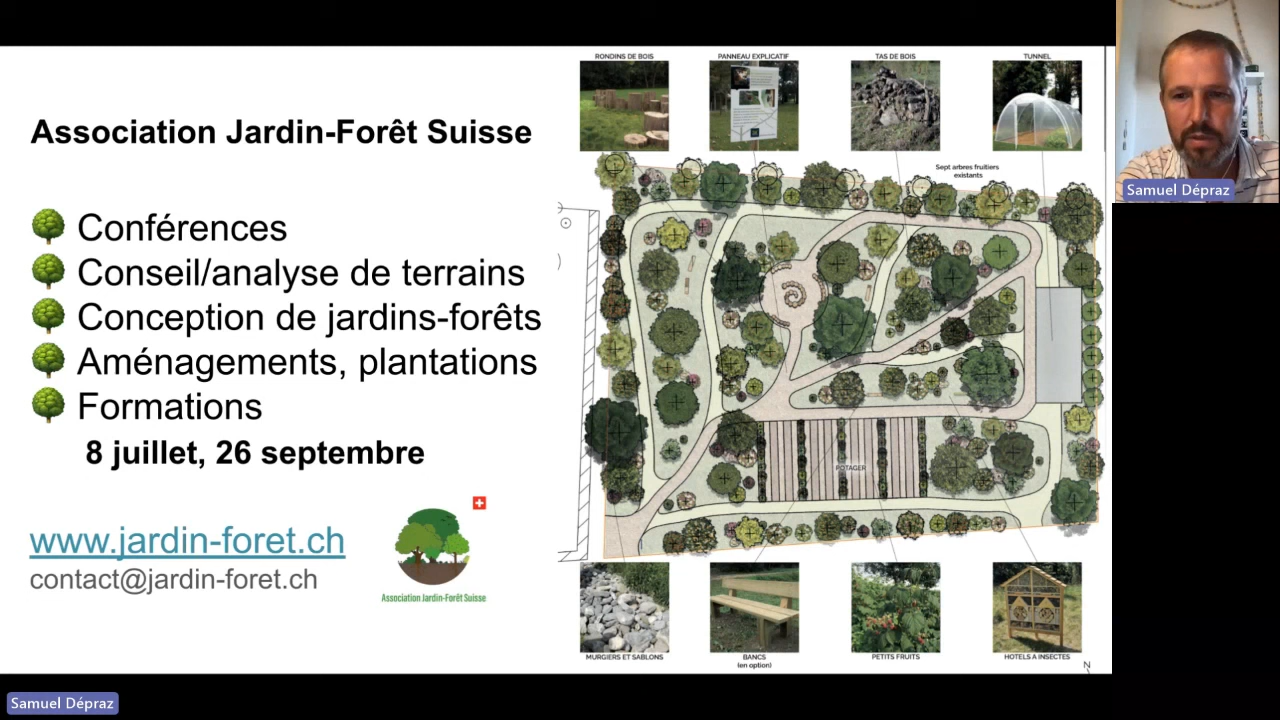 Association Jardin-Forêt Suisse
Conférences
Conseil/analyse de terrains
Conception de jardins-forêts
Aménagements, plantations
Formations
8 juillet, 26 septembre
www.jardin-foret.ch
contact@jardin-foret.ch
Association Jardin-Forêt Suisse
RONDINS DE BOIS
PANNEAU EXPLICATIF
TAS DE BOIS
TUNNEL
Sept arbres fruitiers
existants
POTAGER
MURGIERS ET SABLONS
BANCS
(en option)
PETITS FRUITS
HOTELS A INSECTES
N
Samuel Dépraz
Samuel Dépraz